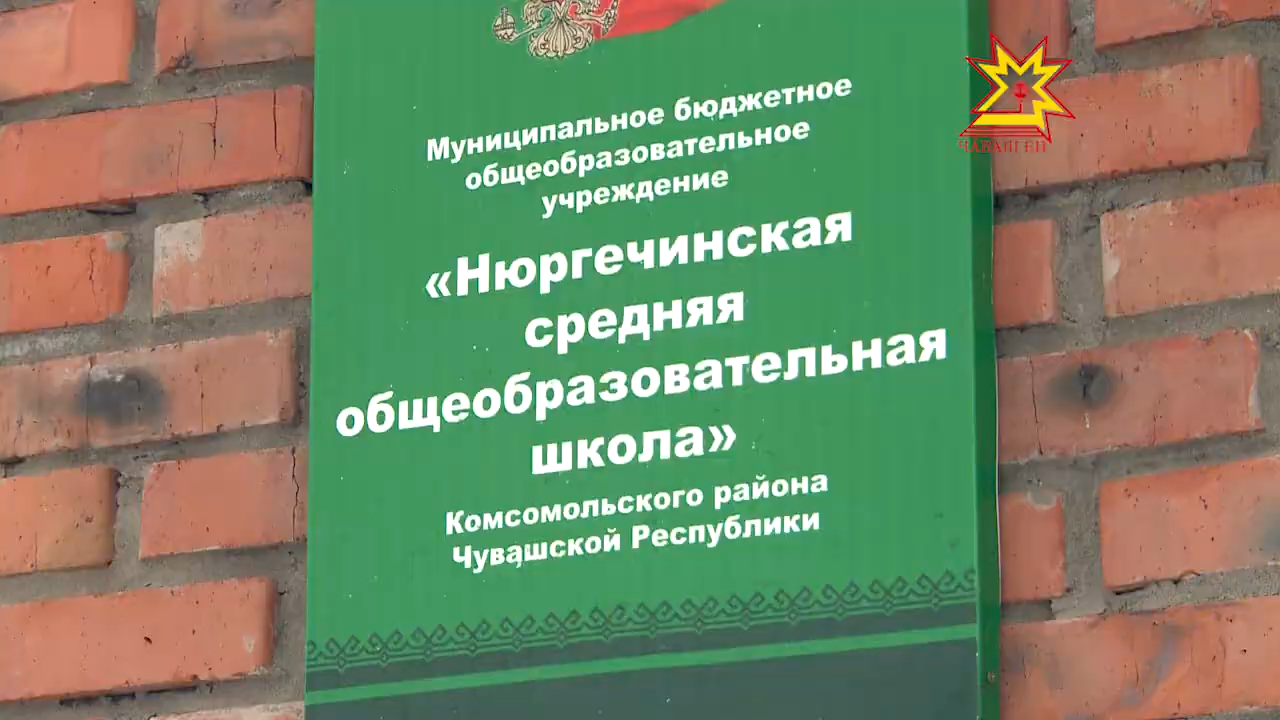 Муниципальное бюджетное
общеобразовательное
учреждение
«Нюргечинская
средняя
общеобразовательная
школа»
Комсомольского района
Чувашской Республики